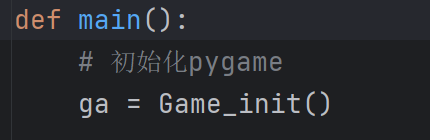 def main():
    # 初始化pygame
    ga = Game_init()